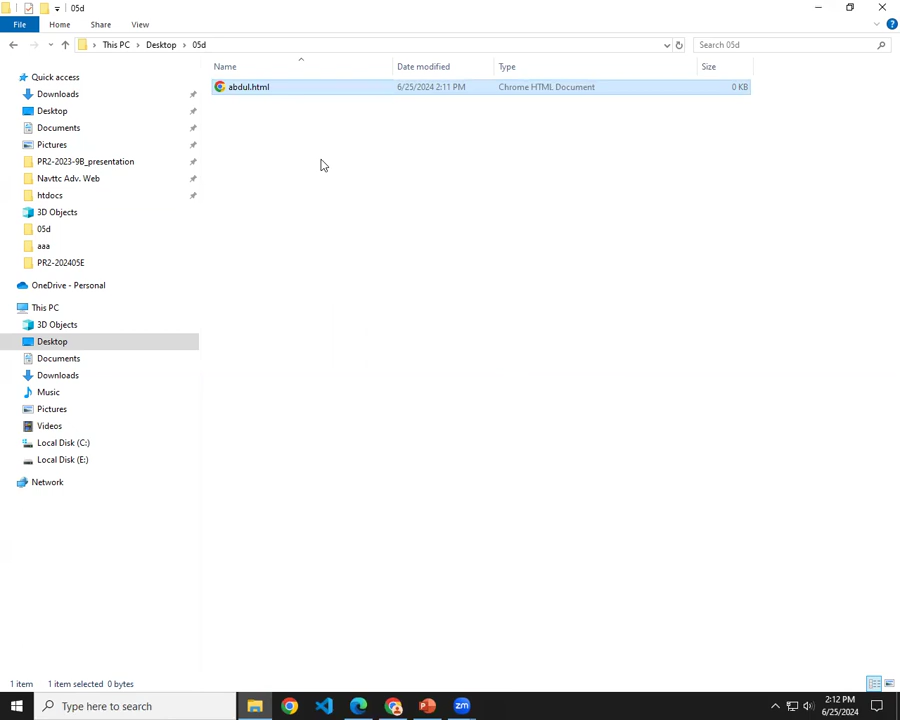 05d
File Home Share View
This PC Desktop 05d
Search 05d
Name Date modified Type Size
abdul.html 6/25/2024 2:11 PM Chrome HTML Document 0 KB
Quick access
Downloads
Desktop
Documents
Pictures
PR2-2023-9B_presentation
Navttc Adv. Web
htdocs
3D Objects
05d
aaa
PR2-202405E
OneDrive - Personal
This PC
3D Objects
Desktop
Documents
Downloads
Music
Pictures
Videos
Local Disk (C:)
Local Disk (E:)
Network
1 item 1 item selected 0 bytes
Type here to search
zm
2:12 PM
6/25/2024